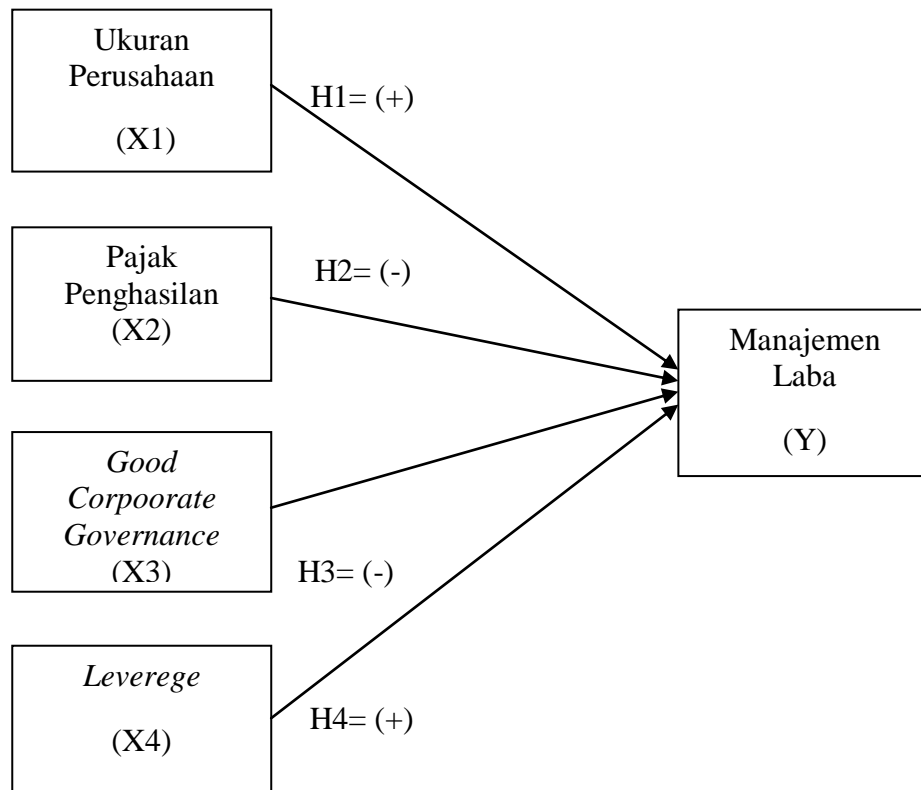 Ukuran
Perusahaan
(X1)
H1= (+)
Pajak
Penghasilan
(X2)
H2= (-)
Good
Corpoorate
Governance
(X3)
H3= (-)
Leverege
(X4)
H4= (+)
Manajemen
Laba
(Y)